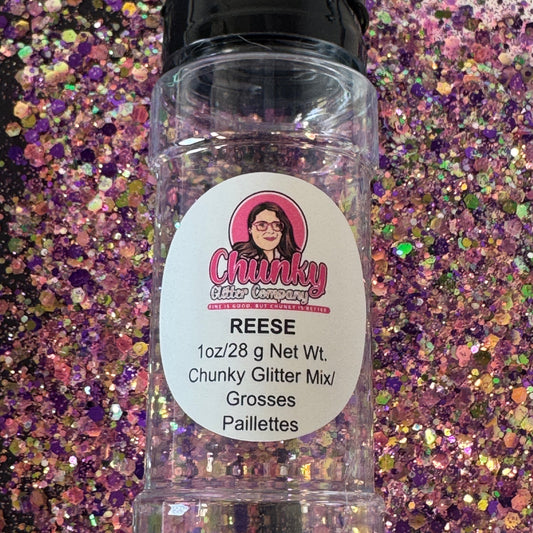 Chunky
Glitter Company
FINE IS GOOD, BUT CHUNKY IS BETTER
REESE
1oz/28 g Net Wt.
Chunky Glitter Mix/
Grosses
Paillettes